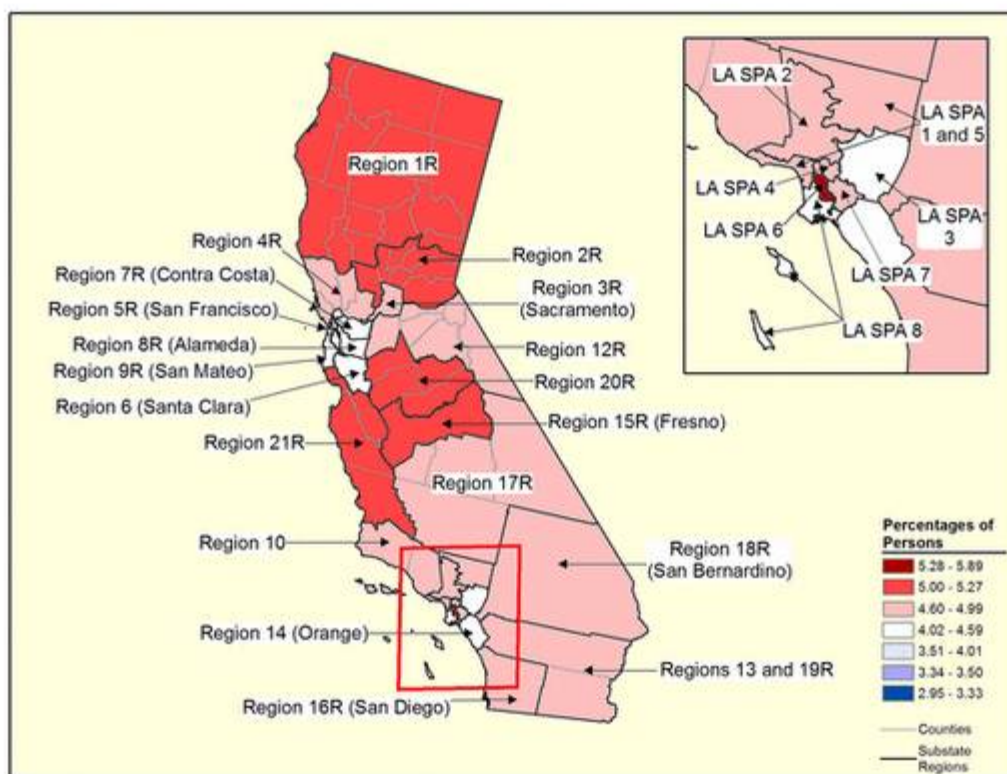 Region 1R
Region 4R
Region 7R (Contra Costa)
Region 5R (San Francisco)
Region 8R (Alameda)
Region 9R (San Mateo)
Region 6 (Santa Clara)
Region 21R
Region 10
Region 14 (Orange)
Region 16R (San Diego)
Region 2R
Region 3R
(Sacramento)
Region 12R
Region 20R
Region 15R (Fresno)
Region 17R
Region 18R
(San Bernardino)
Regions 13 and 19R
LA SPA 2
LA SPA
1 and 5
LA SPA 4
LA SPA
3
LA SPA 6
LA SPA 7
LA SPA 8
Percentages of
Persons
5.28 - 5.89
5.00 - 5.27
4.60 - 4.99
4.02 - 4.59
3.51 - 4.01
3.34 - 3.50
2.95 - 3.33
Counties
Substate
Regions